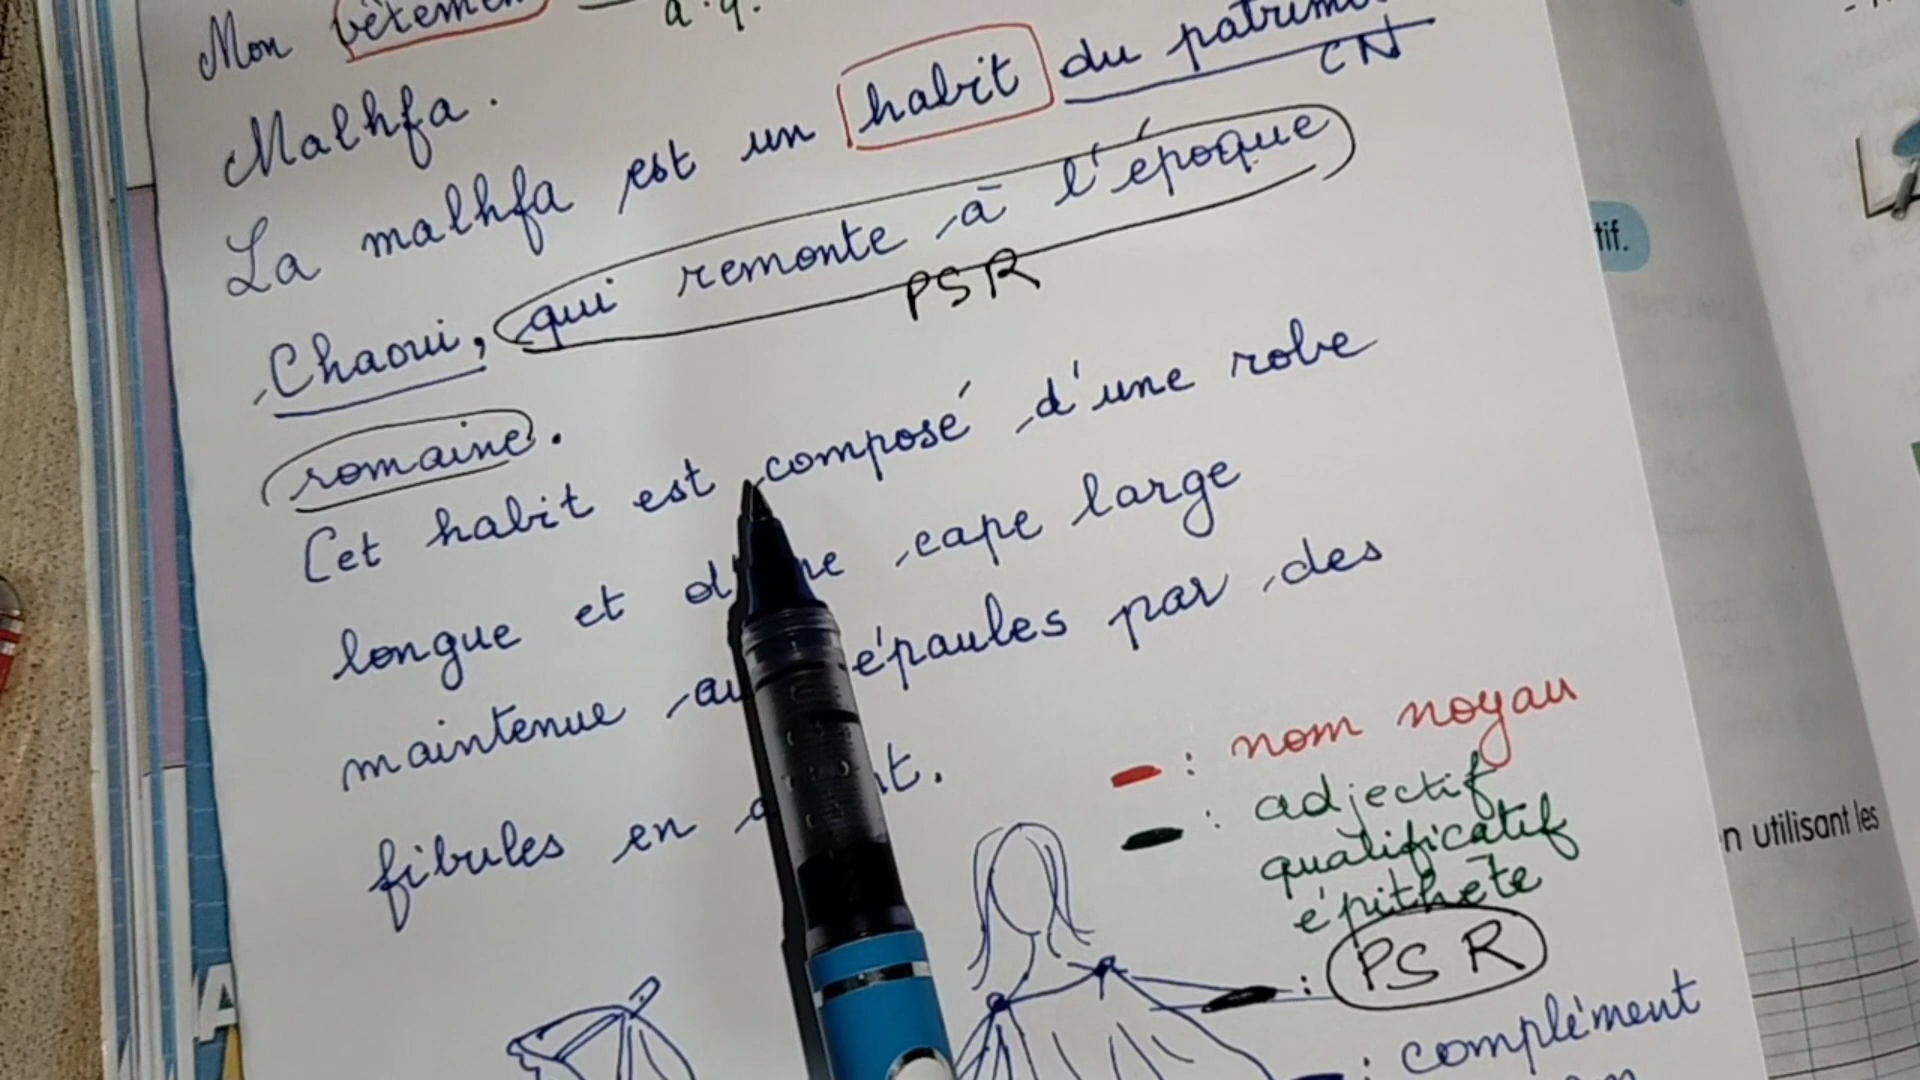 Mon
a.q.
Malhfa.
La malhfa est un habit du
CN
Chaoui, qui remonte à l'époque
PSR
romaine.
Cet habit est composé d'une robe
longue et cape large
maintenue épaules par des
fibules en
- : nom noyau
- : adjectif
qualificatif
épithète
- : PSR
: complément
tif.
n utilisant les